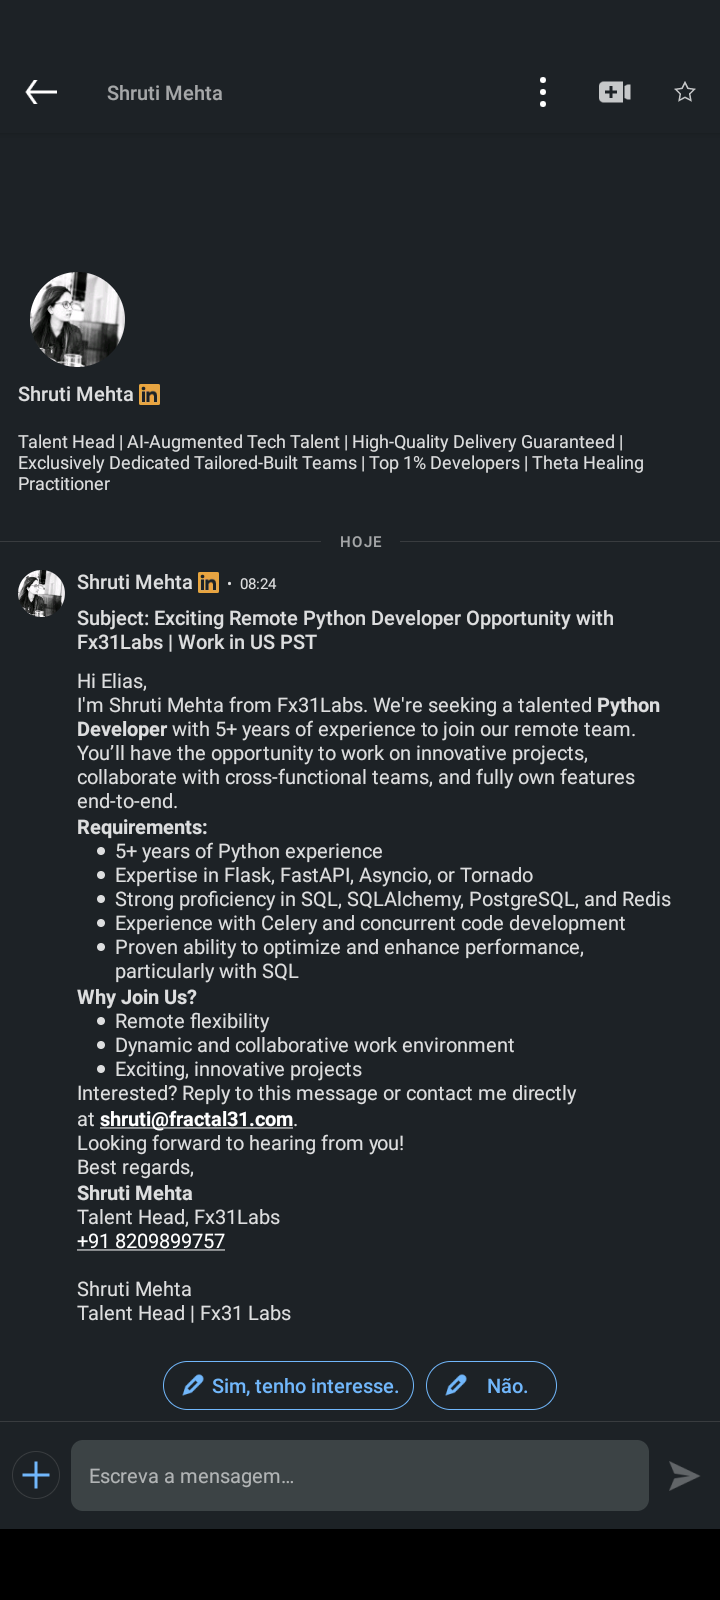 Shruti Mehta
Shruti Mehta in
Talent Head | AI-Augmented Tech Talent | High-Quality Delivery Guaranteed |
Exclusively Dedicated Tailored-Built Teams | Top 1% Developers | Theta Healing
Practitioner
HOJE
Shruti Mehta in · 08:24
Subject: Exciting Remote Python Developer Opportunity with
Fx31Labs | Work in US PST
Hi Elias,
I'm Shruti Mehta from Fx31Labs. We're seeking a talented Python
Developer with 5+ years of experience to join our remote team.
You’ll have the opportunity to work on innovative projects,
collaborate with cross-functional teams, and fully own features
end-to-end.
Requirements:
• 5+ years of Python experience
• Expertise in Flask, FastAPI, Asyncio, or Tornado
• Strong proficiency in SQL, SQLAlchemy, PostgreSQL, and Redis
• Experience with Celery and concurrent code development
• Proven ability to optimize and enhance performance,
particularly with SQL
Why Join Us?
• Remote flexibility
• Dynamic and collaborative work environment
• Exciting, innovative projects
Interested? Reply to this message or contact me directly
at shruti@fractal31.com.
Looking forward to hearing from you!
Best regards,
Shruti Mehta
Talent Head, Fx31Labs
+91 8209899757
Shruti Mehta
Talent Head | Fx31 Labs
Sim, tenho interesse. Não.
Escreva a mensagem...